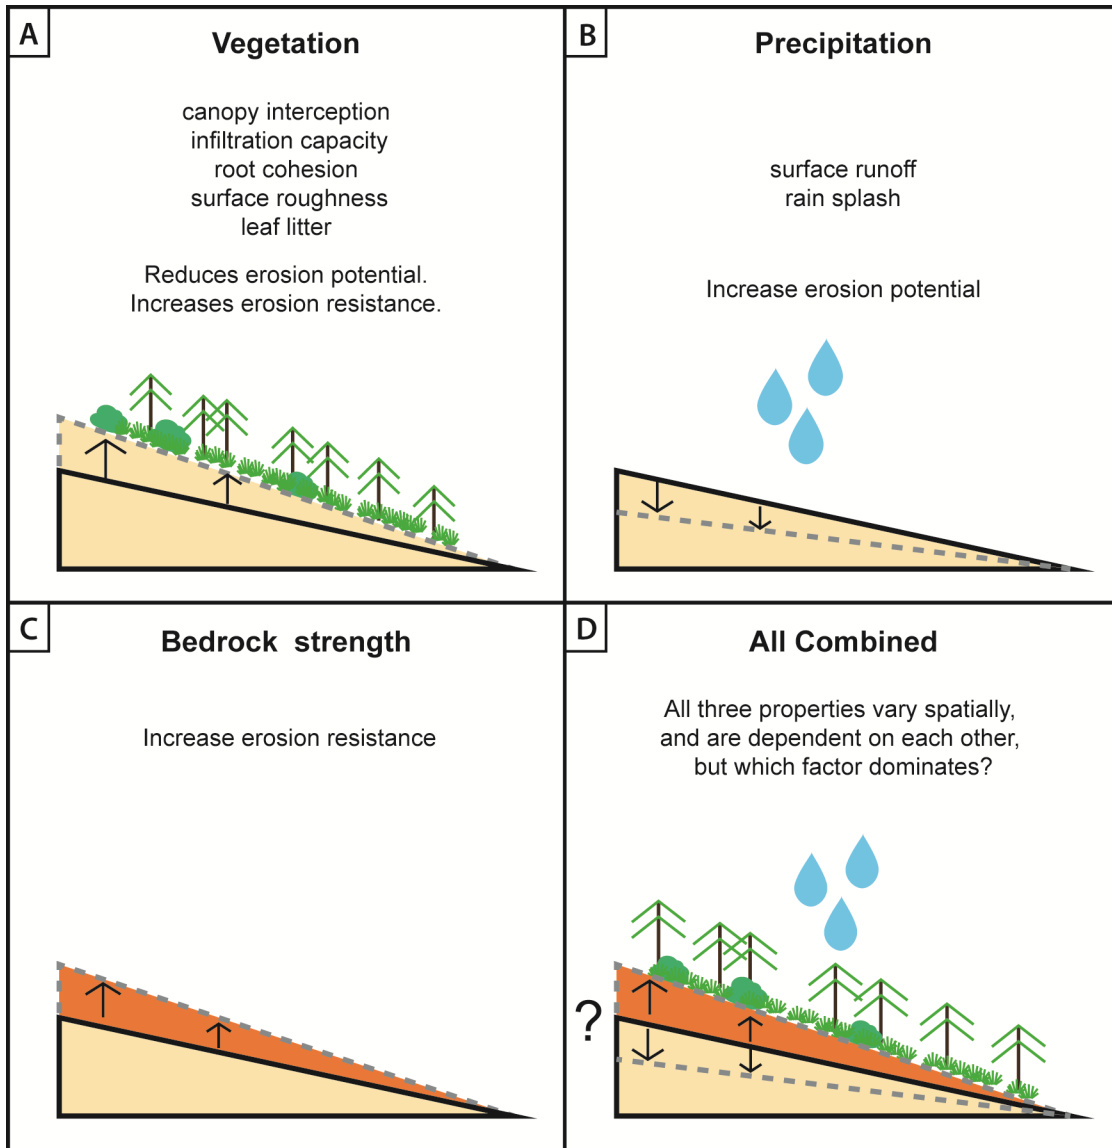 A
Vegetation
canopy interception
infiltration capacity
root cohesion
surface roughness
leaf litter
Reduces erosion potential.
Increases erosion resistance.
B
Precipitation
surface runoff
rain splash
Increase erosion potential
C
Bedrock strength
Increase erosion resistance
D
All Combined
All three properties vary spatially,
and are dependent on each other,
but which factor dominates?
?